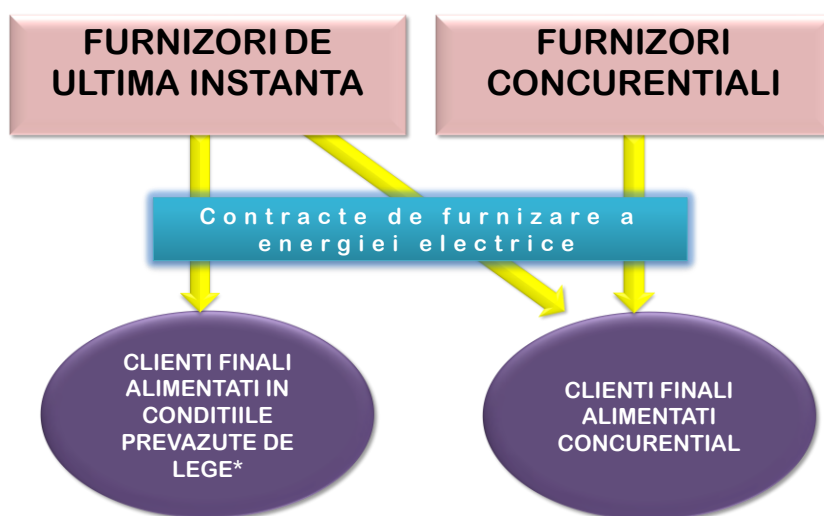 FURNIZORI DE
ULTIMA INSTANTA
FURNIZORI
CONCURENTIALI
Contracte de furnizare a
energiei electrice
CLIENTI FINALI
ALIMENTATI IN
CONDITIILE
PREVAZUTE DE
LEGE*
CLIENTI FINALI
ALIMENTATI
CONCURENTIAL